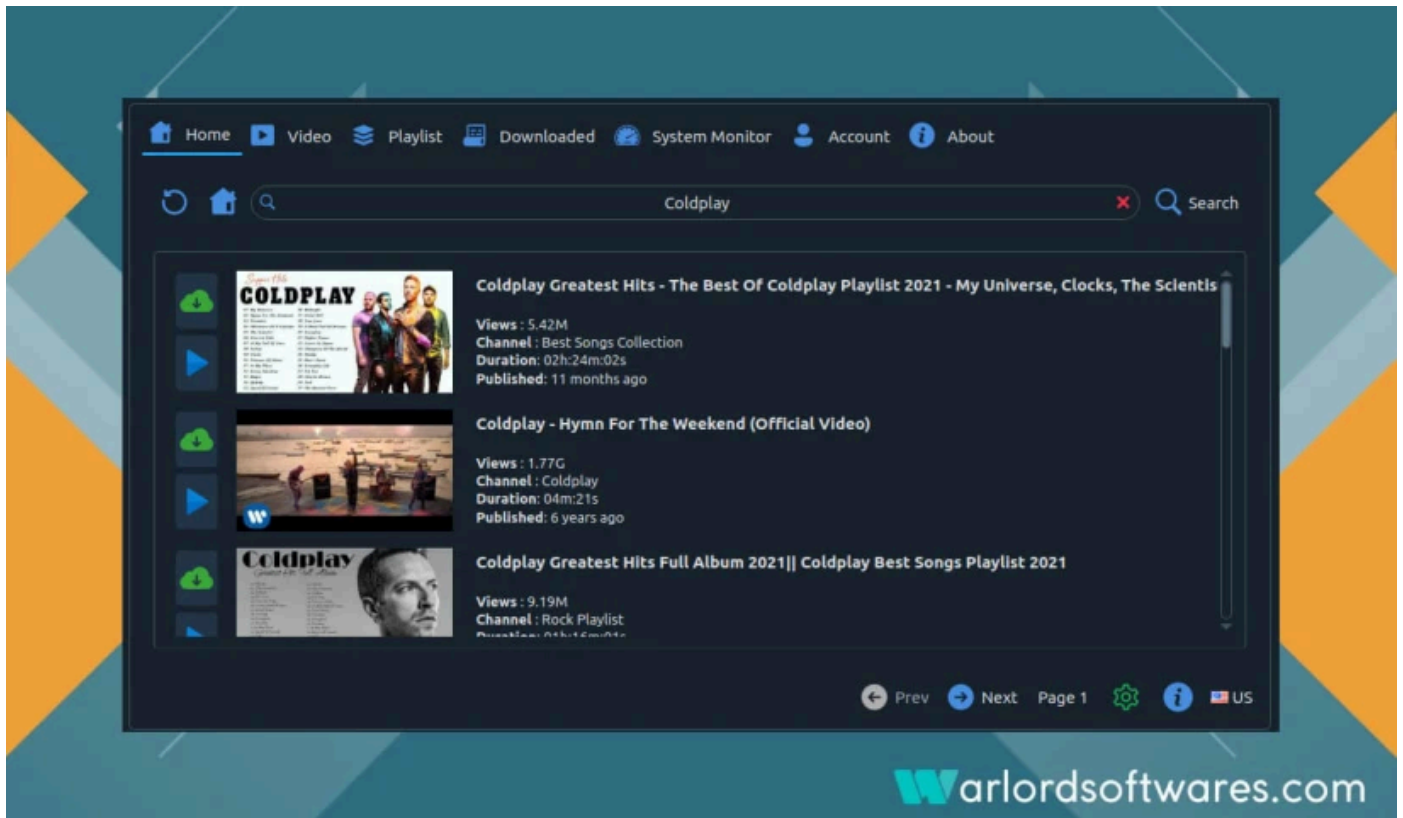 Home Video Playlist Downloaded System Monitor Account About
Coldplay Search
Coldplay Greatest Hits - The Best Of Coldplay Playlist 2021 - My Universe, Clocks, The Scientis
Views : 5.42M
Channel : Best Songs Collection
Duration: 02h:24m:02s
Published: 11 months ago
COLDPLAY
Coldplay - Hymn For The Weekend (Official Video)
Views : 1.77G
Channel : Coldplay
Duration: 04m:21s
Published: 6 years ago
Coldplay Greatest Hits Full Album 2021|| Coldplay Best Songs Playlist 2021
Views : 9.19M
Channel : Rock Playlist
Duration: 01h:16m:01s
Coldplay
Prev Next Page 1 US
Warlordsoftwares.com